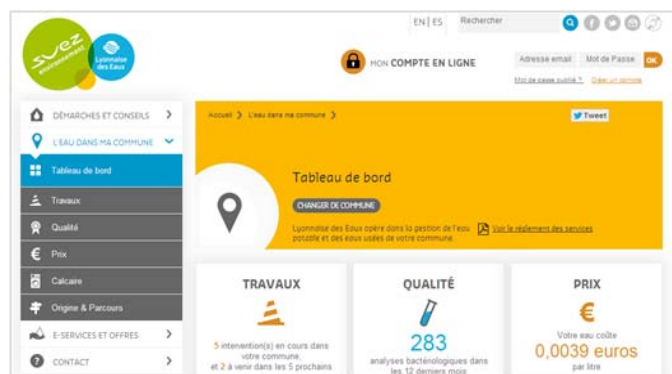 EN | ES
Rechercher
suez
environnement
Lyonnaise
des Eaux
MON COMPTE EN LIGNE
Adresse email
Mot de Passe
OK
Mot de passe oublié ?
Créer un compte
DÉMARCHES ET CONSEILS
L'EAU DANS MA COMMUNE
Tableau de bord
Travaux
Qualité
Prix
Calcaire
Origine & Parcours
E-SERVICES ET OFFRES
CONTACT
Accueil > L'eau dans ma commune >
Tweet
Tableau de bord
CHANGER DE COMMUNE
Lyonnaise des Eaux opère dans la gestion de l'eau
potable et des eaux usées de votre commune.
Voir le règlement des services
TRAVAUX
5 intervention(s) en cours dans
votre commune,
et 2 à venir dans les 5 prochains
QUALITÉ
283
analyses bactériologiques dans
les 12 derniers mois
PRIX
€
Votre eau coûte
0,0039 euros
par litre